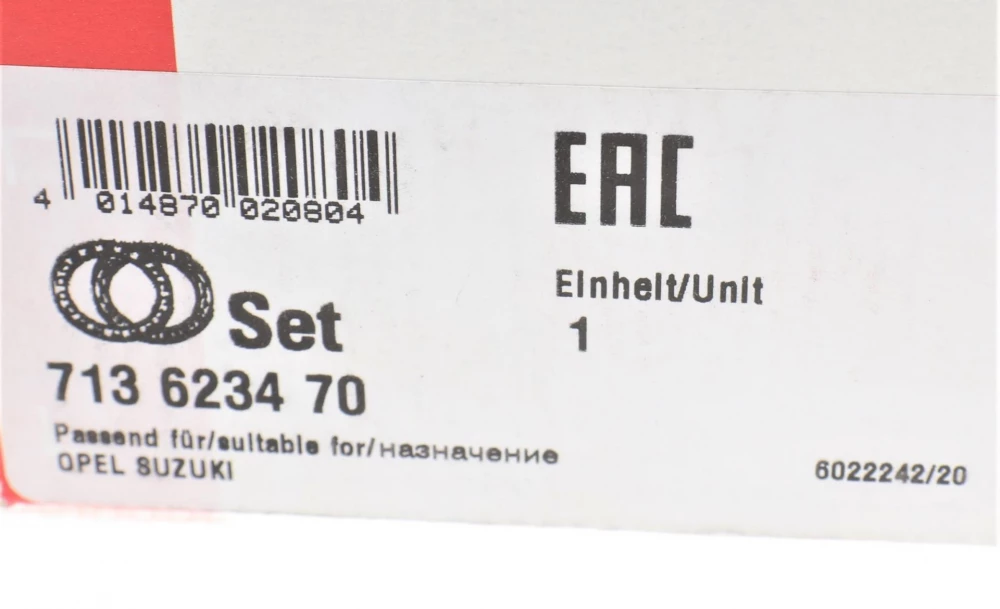 4 014870 020804
EAC
Einheit/Unit
1
Set
713 6234 70
Passend für/suitable for/назначение
OPEL SUZUKI
6022242/20